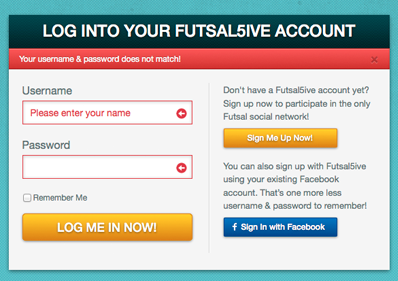 LOG INTO YOUR FUTSAL5IVE ACCOUNT
Your username & password does not match!
Username
Please enter your name
Password
Remember Me
LOG ME IN NOW!
Don't have a Futsal5ive account yet?
Sign up now to participate in the only
Futsal social network!
Sign Me Up Now!
You can also sign up with Futsal5ive
using your existing Facebook
account. That's one more less
username & password to remember!
f Sign In with Facebook